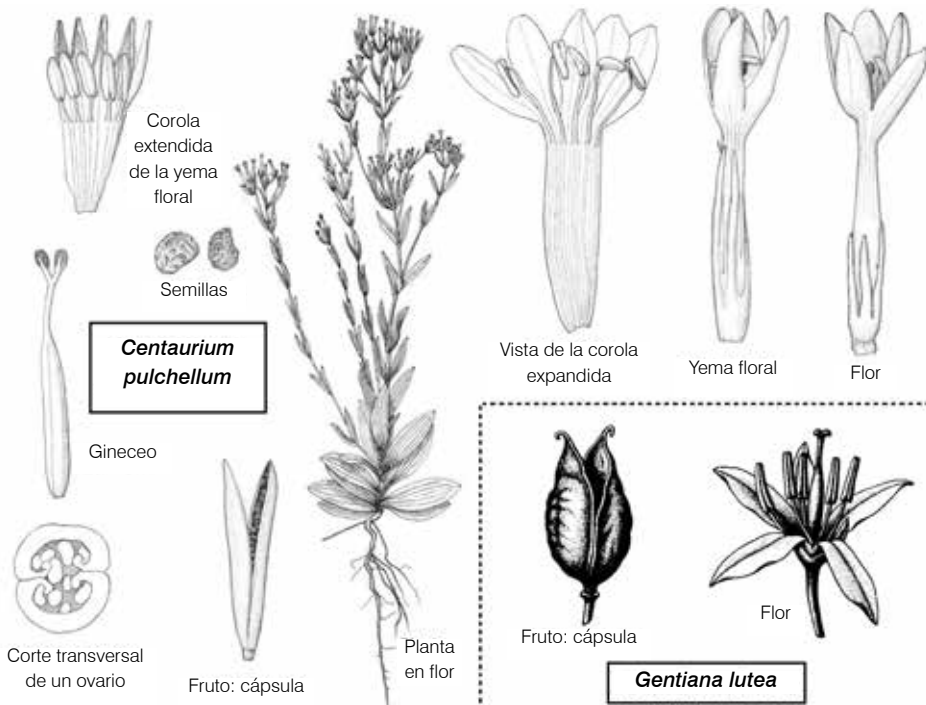 Corola
extendida
de la yema
floral
Semillas
Centaurium
pulchellum
Gineceo
Corte transversal
de un ovario
Fruto: cápsula
Planta
en flor
Vista de la corola
expandida
Yema floral
Flor
Fruto: cápsula
Flor
Gentiana lutea